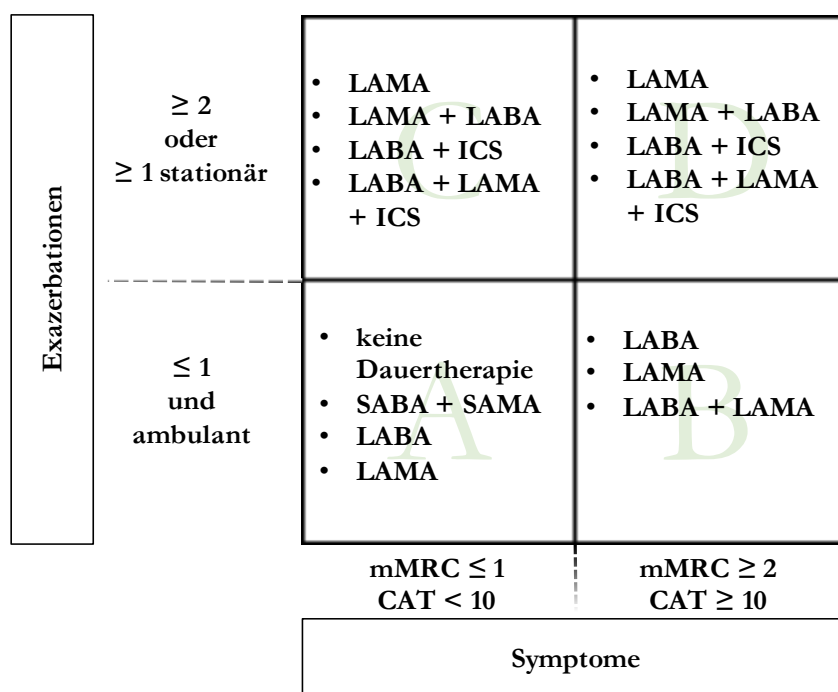 Exazerbationen
≥ 2
oder
≥ 1 stationär
C
• LAMA
• LAMA + LABA
• LABA + ICS
• LABA + LAMA
+ ICS
D
• LAMA
• LAMA + LABA
• LABA + ICS
• LABA + LAMA
+ ICS
≤ 1
und
ambulant
A
• keine
Dauertherapie
• SABA + SAMA
• LABA
• LAMA
B
• LABA
• LAMA
• LABA + LAMA
mMRC ≤ 1
CAT < 10
mMRC ≥ 2
CAT ≥ 10
Symptome